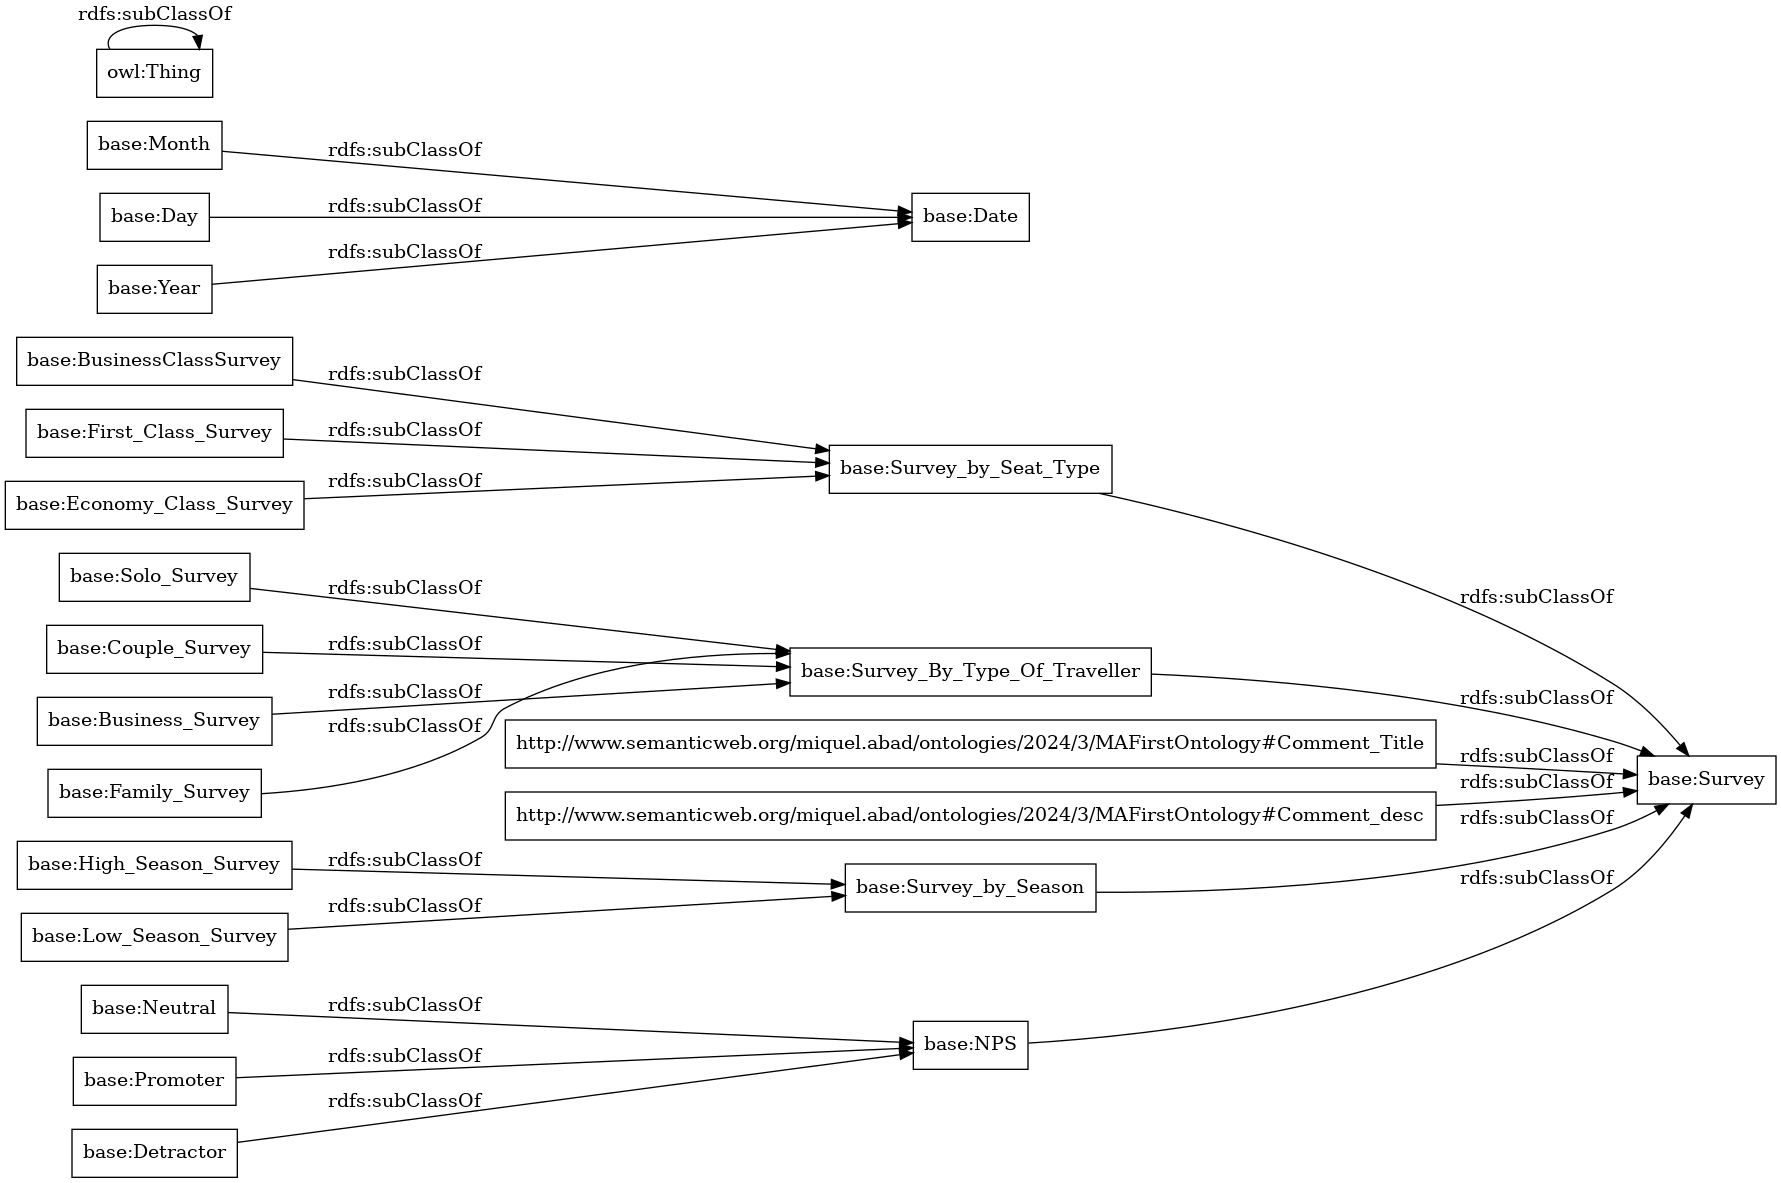 rdfs:subClassOf
owl:Thing
base:Month
rdfs:subClassOf
base:Day
rdfs:subClassOf
base:Date
base:Year
rdfs:subClassOf
base:BusinessClassSurvey
rdfs:subClassOf
base:First_Class_Survey
rdfs:subClassOf
base:Economy_Class_Survey
rdfs:subClassOf
base:Survey_by_Seat_Type
rdfs:subClassOf
base:Solo_Survey
rdfs:subClassOf
base:Couple_Survey
rdfs:subClassOf
base:Business_Survey
rdfs:subClassOf
base:Family_Survey
rdfs:subClassOf
base:Survey_By_Type_Of_Traveller
rdfs:subClassOf
http://www.semanticweb.org/miquel.abad/ontologies/2024/3/MAFirstOntology#Comment_Title
rdfs:subClassOf
http://www.semanticweb.org/miquel.abad/ontologies/2024/3/MAFirstOntology#Comment_desc
rdfs:subClassOf
base:Survey
base:High_Season_Survey
rdfs:subClassOf
base:Low_Season_Survey
rdfs:subClassOf
base:Survey_by_Season
rdfs:subClassOf
base:Neutral
rdfs:subClassOf
base:Promoter
rdfs:subClassOf
base:Detractor
rdfs:subClassOf
base:NPS
rdfs:subClassOf